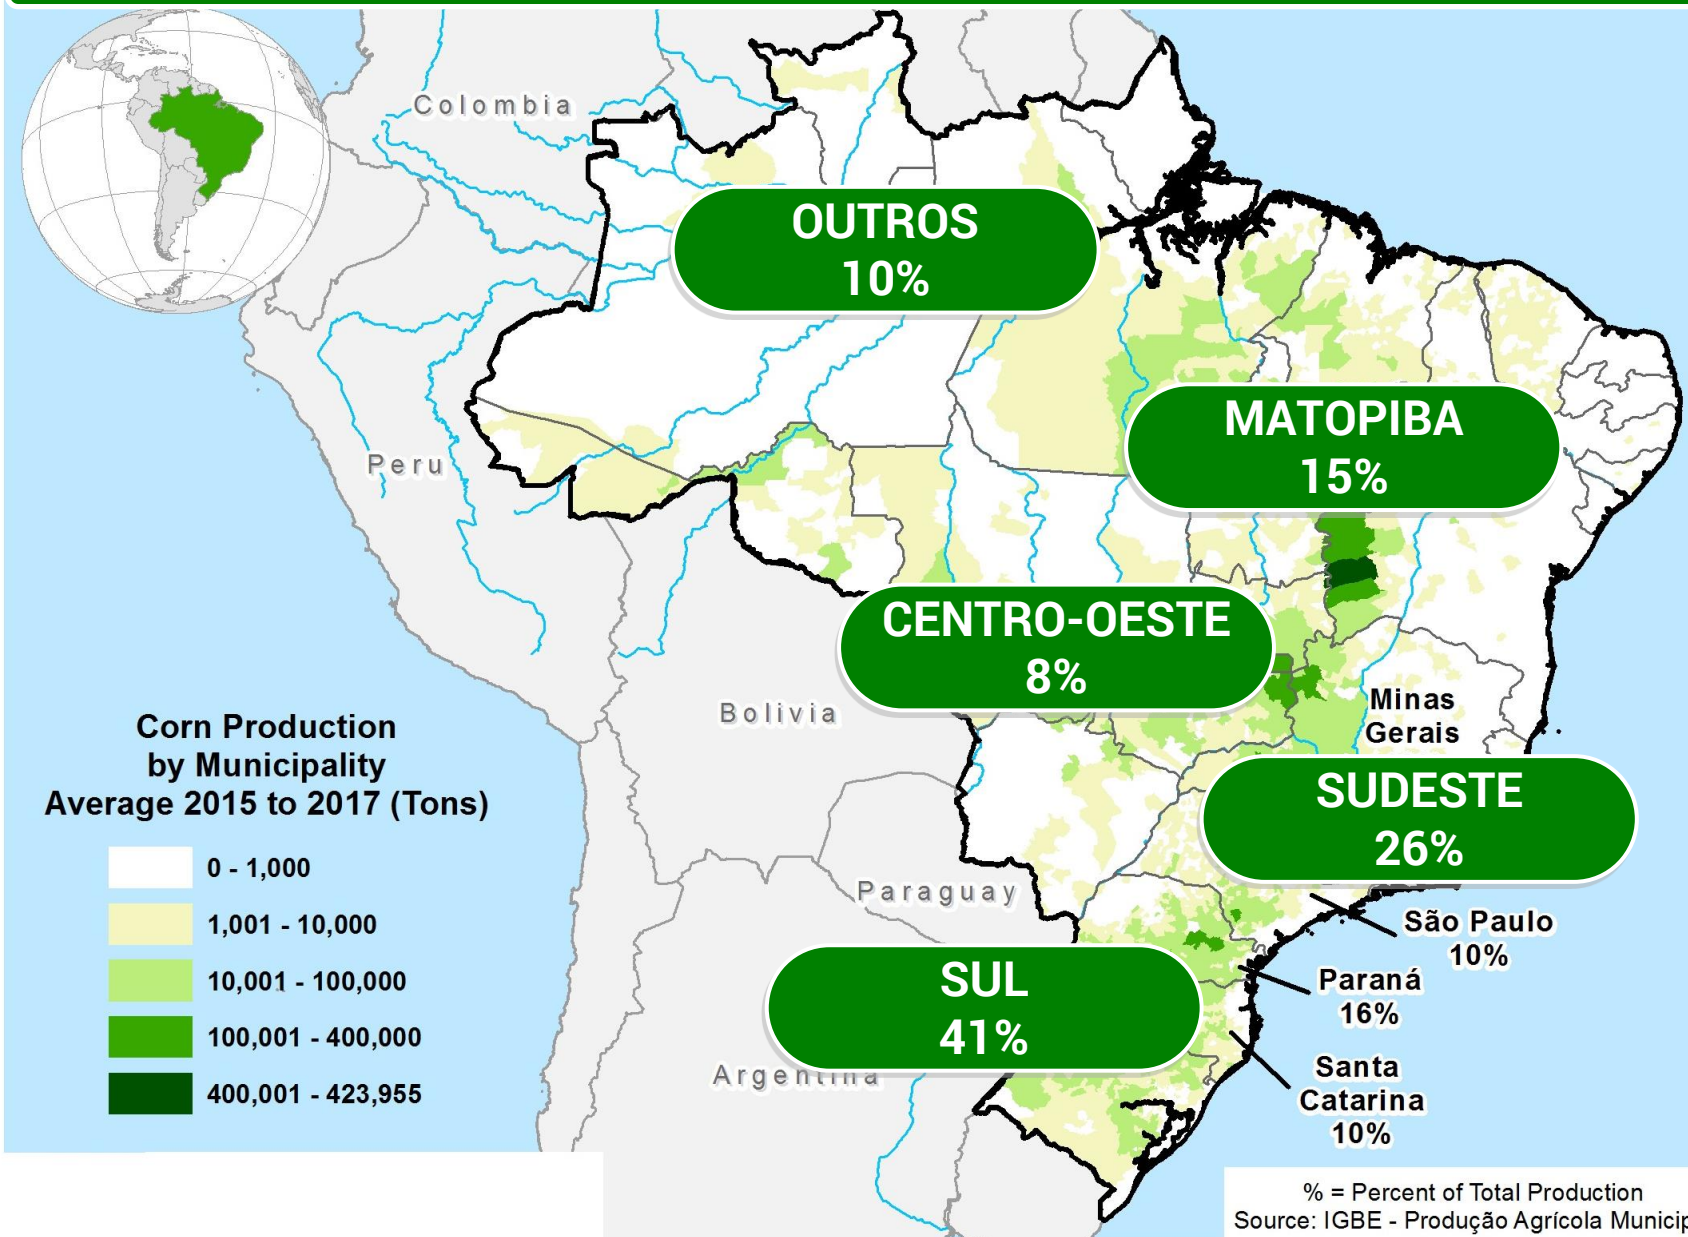 Colombia
OUTROS
10%
MATOPIBA
15%
Peru
CENTRO-OESTE
8%
Bolivia
Minas
Gerais
Corn Production
by Municipality
Average 2015 to 2017 (Tons)
0 - 1,000
1,001 - 10,000
10,001 - 100,000
100,001 - 400,000
400,001 - 423,955
SUDESTE
26%
Paraguay
São Paulo
10%
SUL
41%
Paraná
16%
Argentina
Santa
Catarina
10%
% = Percent of Total Production
Source: IGBE - Produção Agrícola Municip